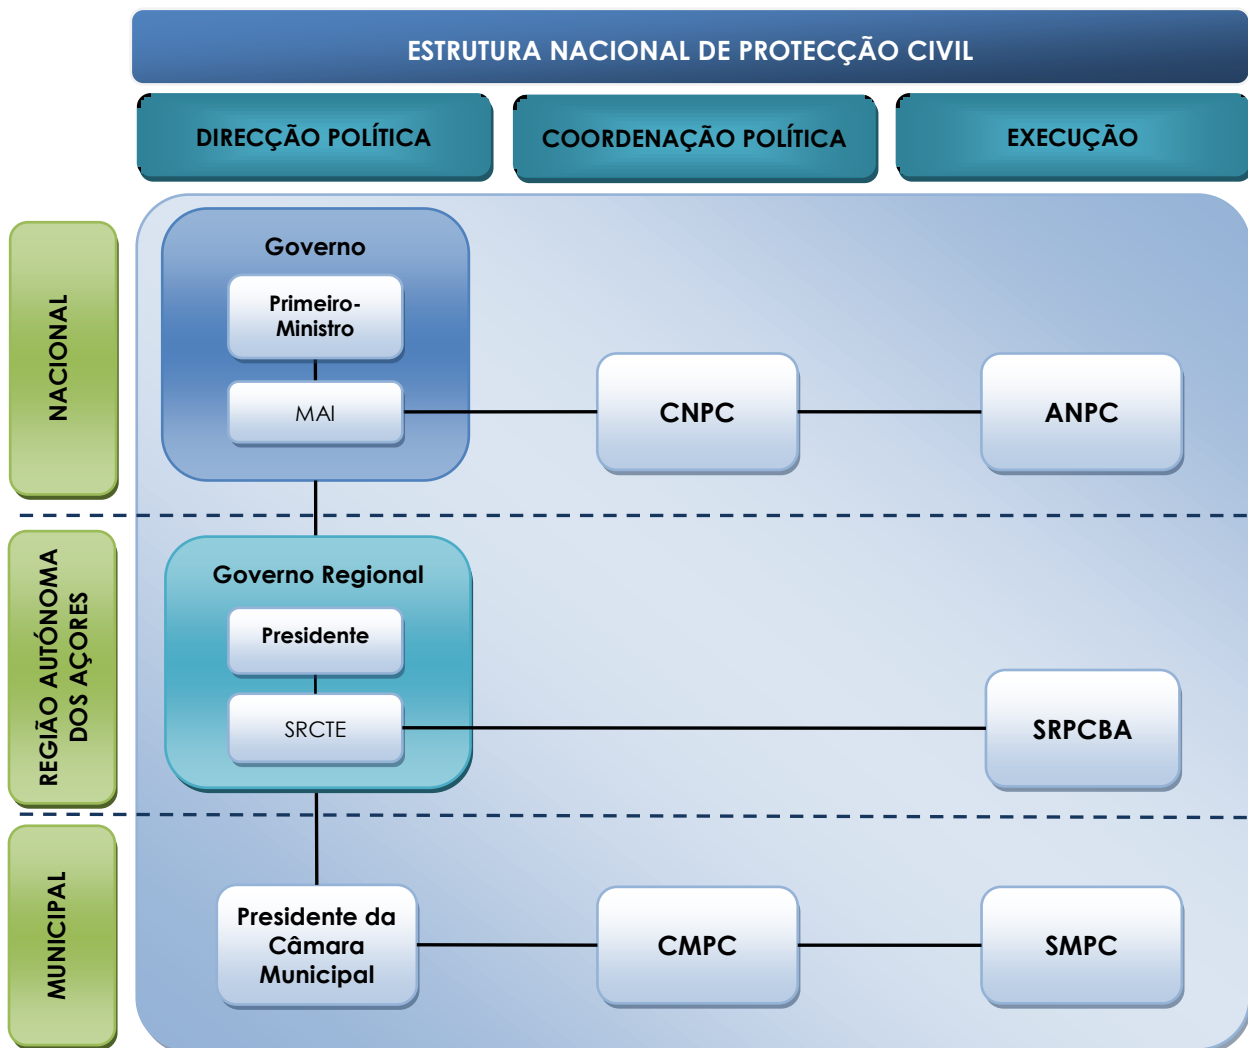 ESTRUTURA NACIONAL DE PROTECÇÃO CIVIL
DIRECÇÃO POLÍTICA
COORDENAÇÃO POLÍTICA
EXECUÇÃO
NACIONAL
Governo
Primeiro-
Ministro
MAI
CNPC
ANPC
REGIÃO AUTÓNOMA
DOS AÇORES
Governo Regional
Presidente
SRCTE
SRPCBA
MUNICIPAL
Presidente da
Câmara
Municipal
CMPC
SMPC